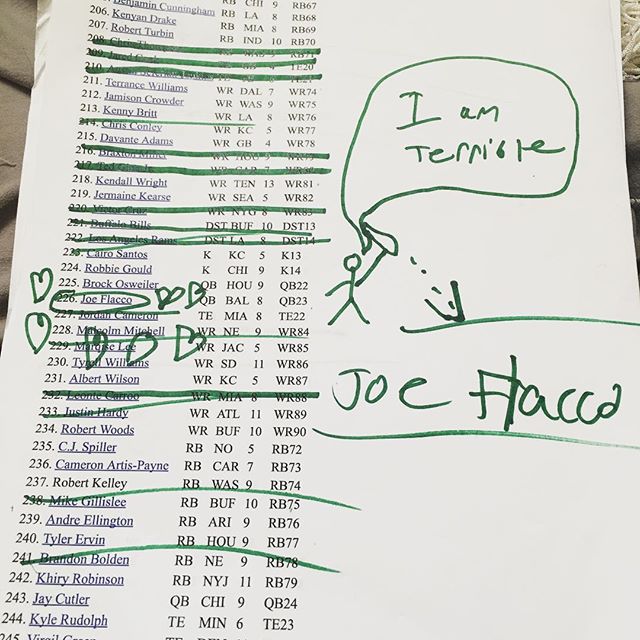 Benjamin Cunningham RB CHI 9 RB67
206. Kenyan Drake RB LA 8 RB68
207. Robert Turbin RB MIA 8 RB69
208. RB IND 10 RB70
209. RB71
210. TE20
211. Terrance Williams WR DAL 7 WR74
212. Jamison Crowder WR WAS 9 WR75
213. Kenny Britt WR LA 8 WR76
214. Chris Conley WR KC 5 WR77
215. Davante Adams WR GB 4 WR78
216. Braxton Miller WR HOU 9 WR79
217. Ted Ginn Jr. WR CAR 7
218. Kendall Wright WR TEN 13 WR81
219. Jermaine Kearse WR SEA 5 WR82
220. Victor Cruz WR NYG 8 WR83
221. Buffalo Bills DST BUF 10 DST13
222. Los Angeles Rams DST LA 8 DST14
223. Cairo Santos K KC 5 K13
224. Robbie Gould K CHI 9 K14
225. Brock Osweiler QB HOU 9 QB22
226. Joe Flacco QB BAL 8 QB23
227. Jordan Cameron TE MIA 8 TE22
228. Malcolm Mitchell WR NE 9 WR84
229. Marqise Lee WR JAC 5 WR85
230. Tyrell Williams WR SD 11 WR86
231. Albert Wilson WR KC 5 WR87
232. Leonte Carroo WR MIA 8 WR88
233. Justin Hardy WR ATL 11 WR89
234. Robert Woods WR BUF 10 WR90
235. C.J. Spiller RB NO 5 RB72
236. Cameron Artis-Payne RB CAR 7 RB73
237. Robert Kelley RB WAS 9 RB74
238. Mike Gillislee RB BUF 10 RB75
239. Andre Ellington RB ARI 9 RB76
240. Tyler Ervin RB HOU 9 RB77
241. Brandon Bolden RB NE 9 RB78
242. Khiry Robinson RB NYJ 11 RB79
243. Jay Cutler QB CHI 9 QB24
244. Kyle Rudolph TE MIN 6 TE23
245. Virgil
I am
Terrible
Joe Flacco